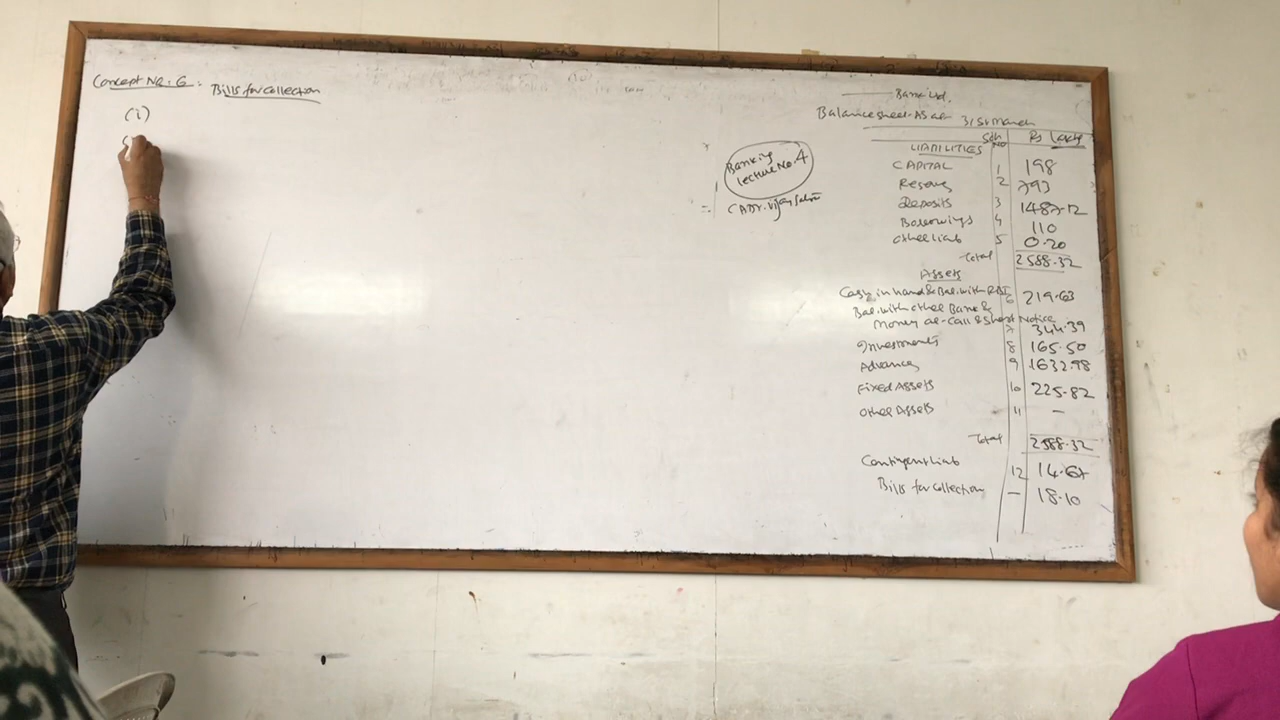 Concept No. 6 : Bills for collection
(i)
Banking
Lecture No. 4
Bank Ltd.
Balance sheet As at 31st March
Sch No Rs
LIABILITIES
CAPITAL 1 198
Reserves 2 793
Deposits 3 1487.12
Borrowings 4 110
Other Liab 5 0.20
Total 2588.32
Assets
Cash in hand & Bal. with RBI 6 219.63
Bal. with other Banks
Money at Call & Short Notice 7 344.39
Investments 8 165.50
Advances 9 1632.98
Fixed Assets 10 225.82
Other Assets 11 –
Total 2588.32
Contingent Liab 12 14.67
Bills for collection – 18.10